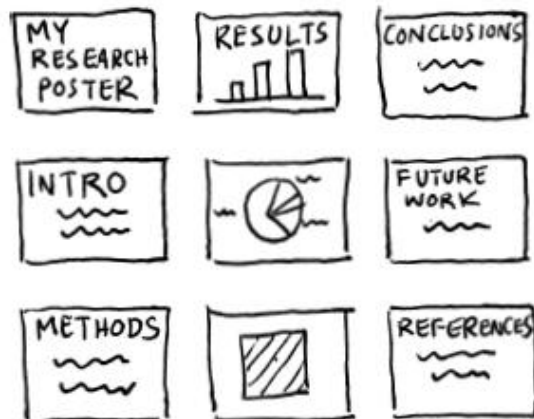 MY
RESEARCH
POSTER
INTRO
METHODS
RESULTS
CONCLUSIONS
FUTURE
WORK
REFERENCES